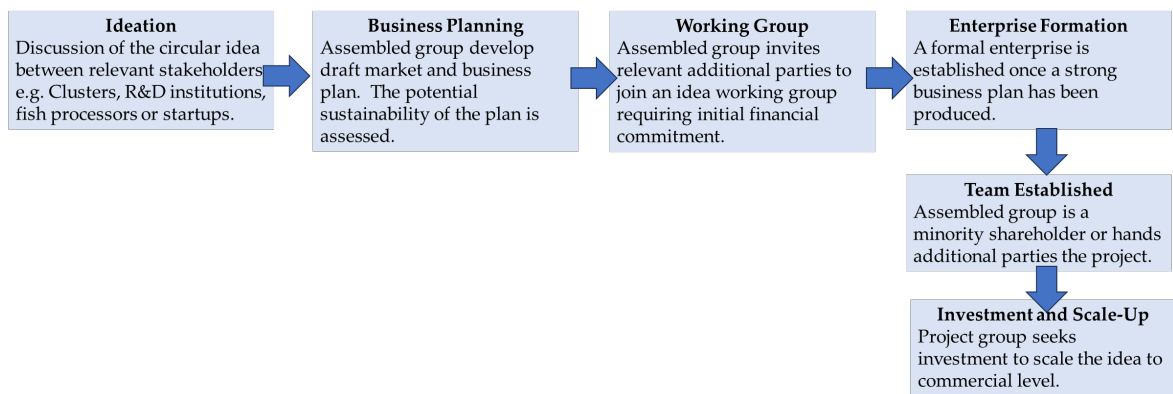 Ideation
Discussion of the circular idea
between relevant stakeholders
e.g. Clusters, R&D institutions,
fish processors or startups.
Business Planning
Assembled group develop
draft market and business
plan. The potential
sustainability of the plan is
assessed.
Working Group
Assembled group invites
relevant additional parties to
join an idea working group
requiring initial financial
commitment.
Enterprise Formation
A formal enterprise is
established once a strong
business plan has been
produced.
Team Established
Assembled group is a
minority shareholder or hands
additional parties the project.
Investment and Scale-Up
Project group seeks
investment to scale the idea to
commercial level.